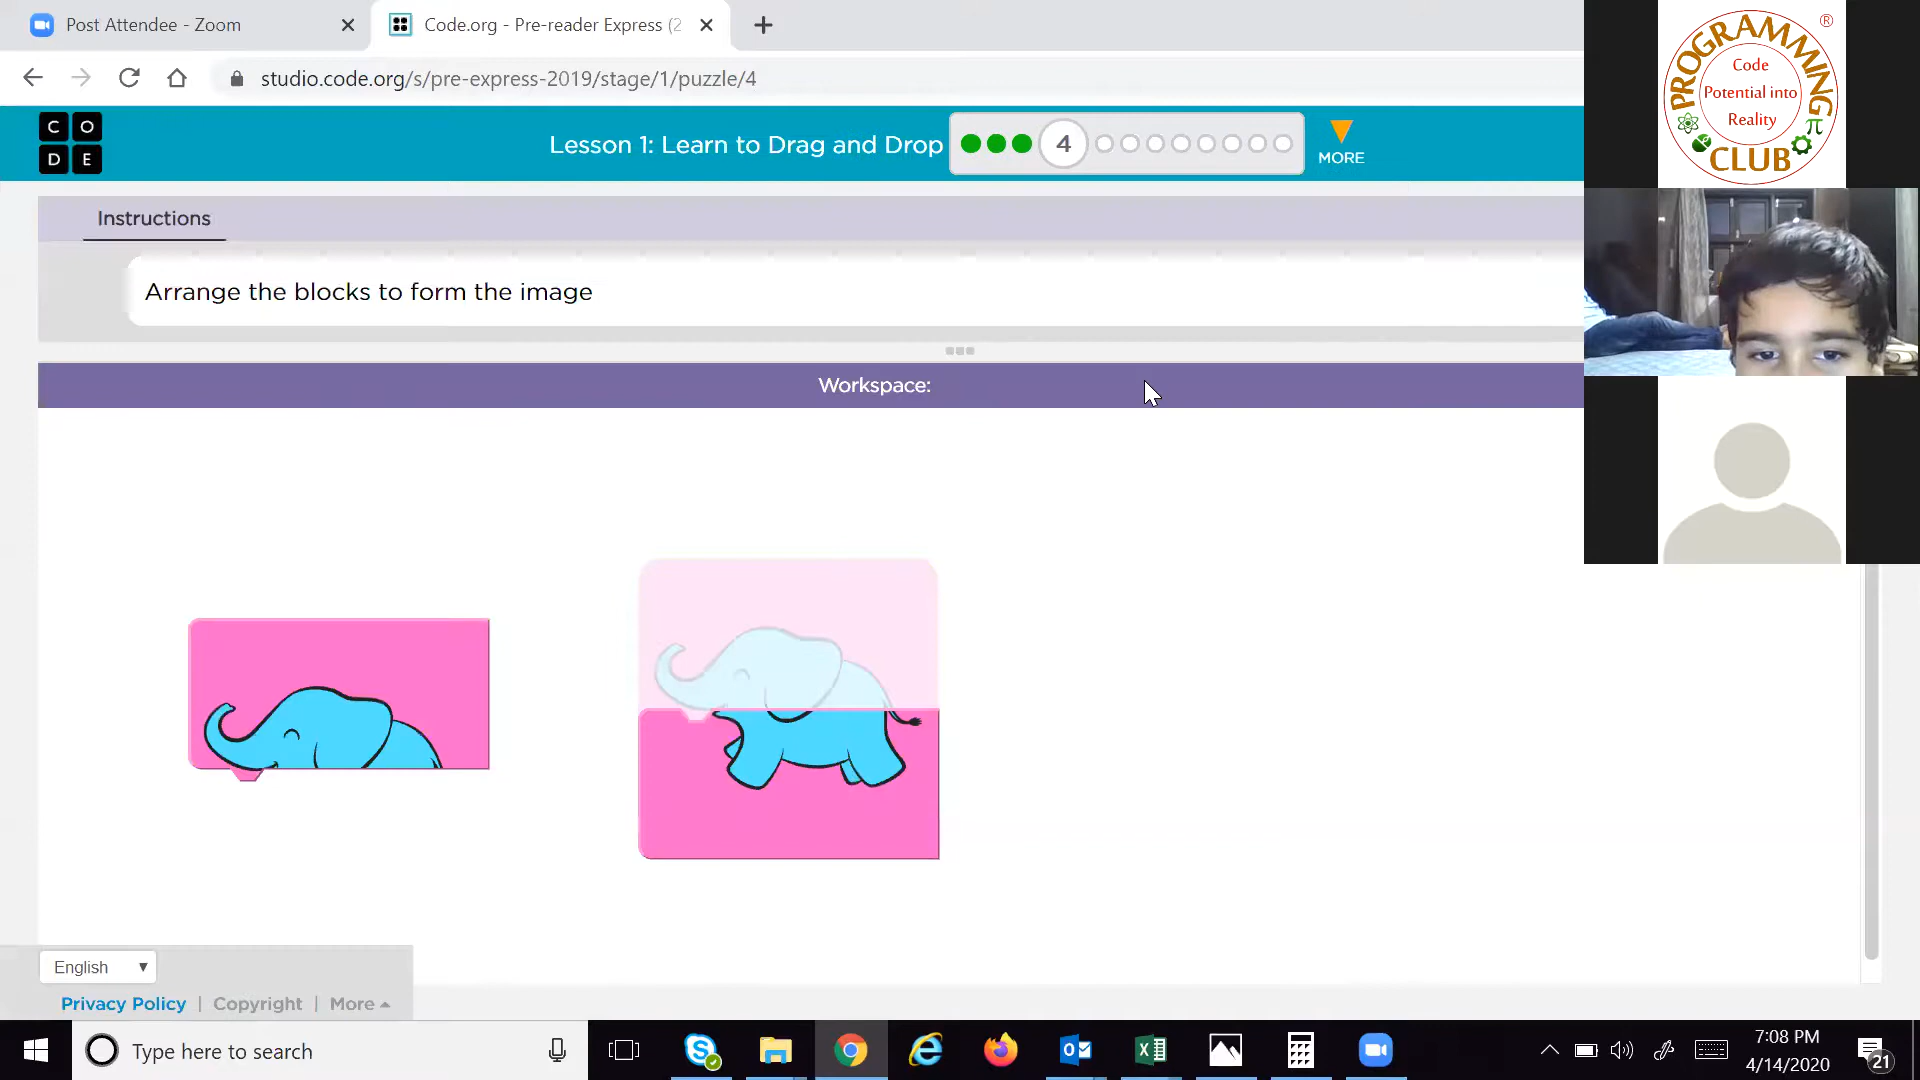 Post Attendee - Zoom
Code.org - Pre-reader Express (2
studio.code.org/s/pre-express-2019/stage/1/puzzle/4
C O
D E
Lesson 1: Learn to Drag and Drop
4
MORE
PROGRAMMING
®
Code
Potential into
Reality
π
CLUB
Instructions
Arrange the blocks to form the image
Workspace:
English
Privacy Policy | Copyright | More
Type here to search
7:08 PM
4/14/2020
21